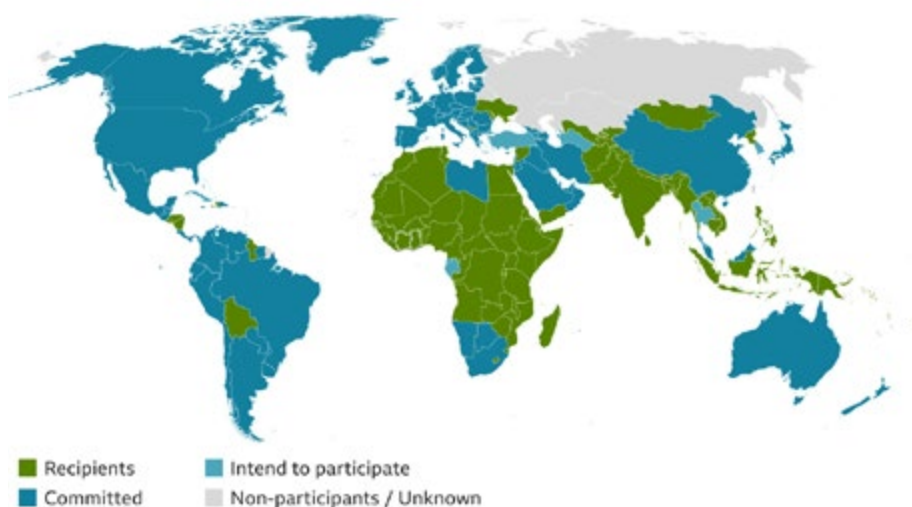 Recipients
Intend to participate
Committed
Non-participants / Unknown